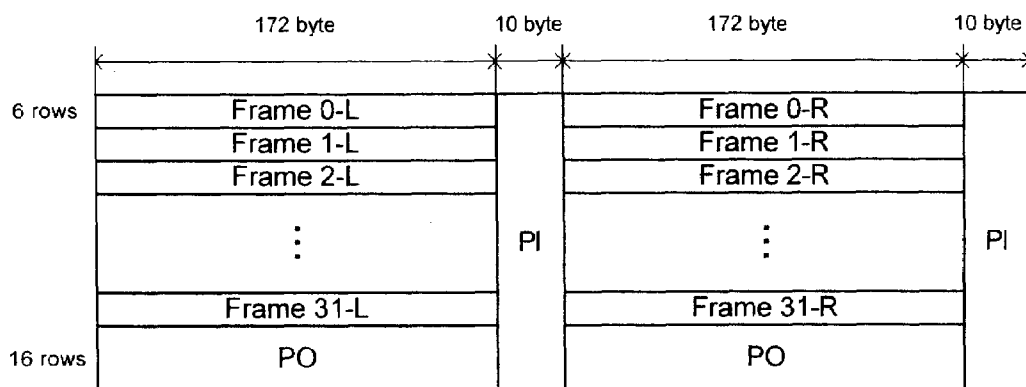 172 byte 10 byte 172 byte 10 byte
6 rows Frame 0-L Frame 0-R
Frame 1-L Frame 1-R
Frame 2-L Frame 2-R
PI PI
Frame 31-L Frame 31-R
16 rows PO PO